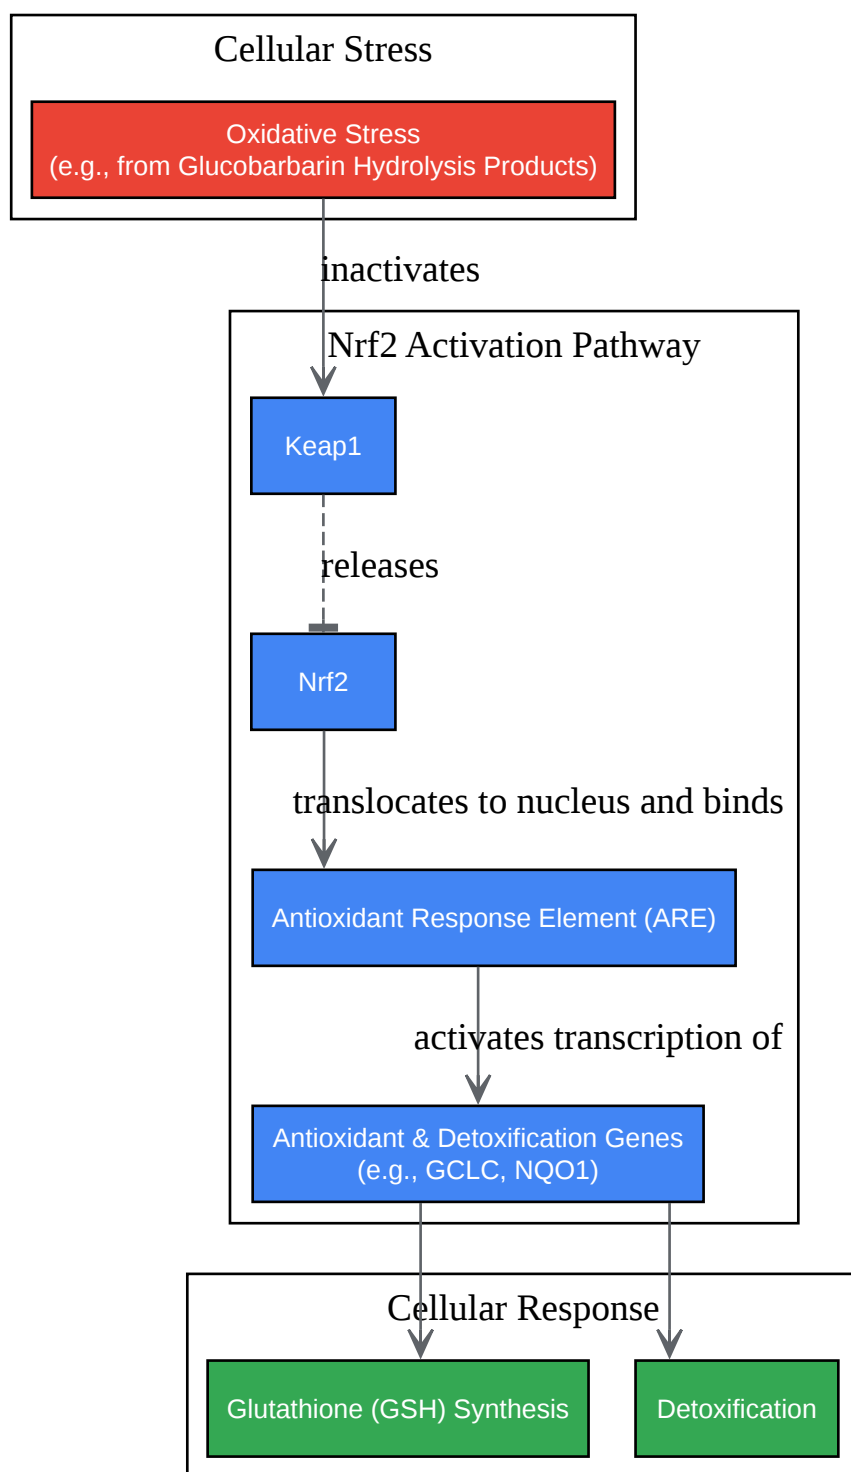 Cellular Stress
Oxidative Stress
(e.g., from Glucobarbarin Hydrolysis Products)
inactivates
Nrf2 Activation Pathway
Keap1
releases
Nrf2
translocates to nucleus and binds
Antioxidant Response Element (ARE)
activates transcription of
Antioxidant & Detoxification Genes
(e.g., GCLC, NQO1)
Cellular Response
Glutathione (GSH) Synthesis
Detoxification